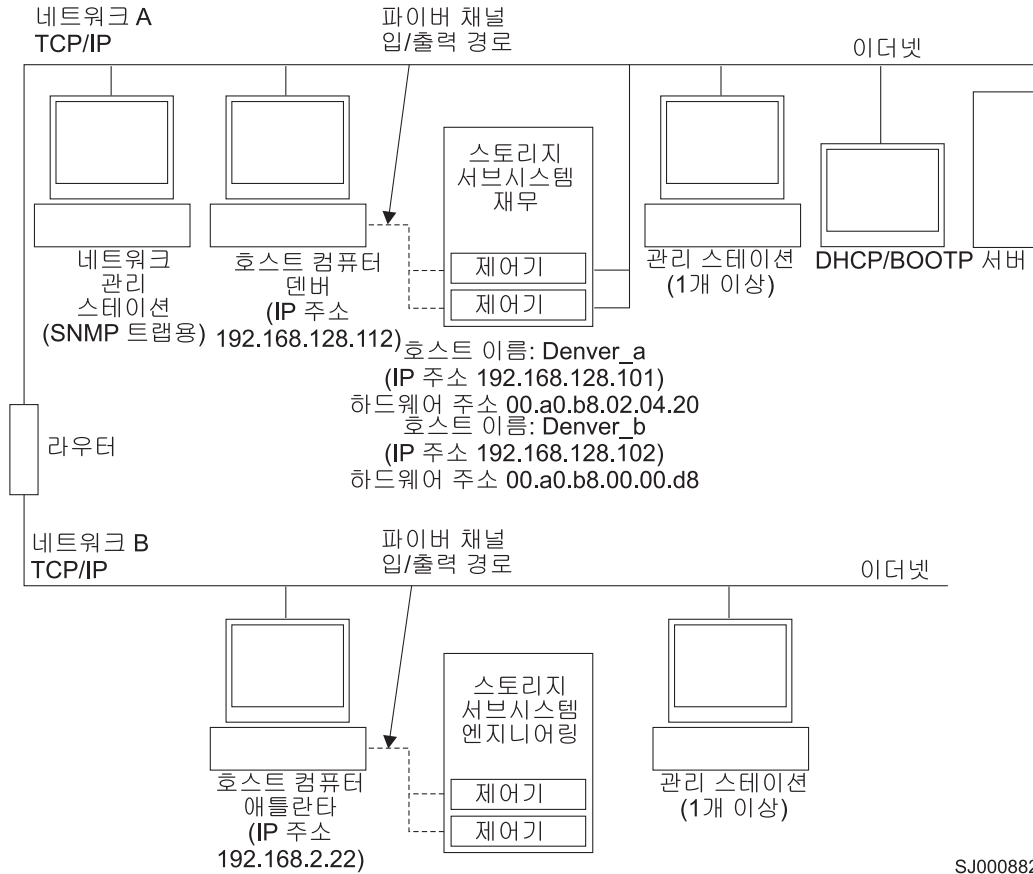 네트워크 A
TCP/IP
파이버 채널
입/출력 경로
이더넷
스토리지
서브시스템
재무
제어기
제어기
네트워크
관리
스테이션
(SNMP 트랩용)
호스트 컴퓨터
덴버
(IP 주소
192.168.128.112)
관리 스테이션
(1개 이상)
DHCP/BOOTP 서버
호스트 이름: Denver_a
(IP 주소 192.168.128.101)
하드웨어 주소 00.a0.b8.02.04.20
호스트 이름: Denver_b
(IP 주소 192.168.128.102)
하드웨어 주소 00.a0.b8.00.00.d8
라우터
네트워크 B
TCP/IP
파이버 채널
입/출력 경로
이더넷
스토리지
서브시스템
엔지니어링
제어기
제어기
호스트 컴퓨터
애틀란타
(IP 주소
192.168.2.22)
관리 스테이션
(1개 이상)
SJ000882